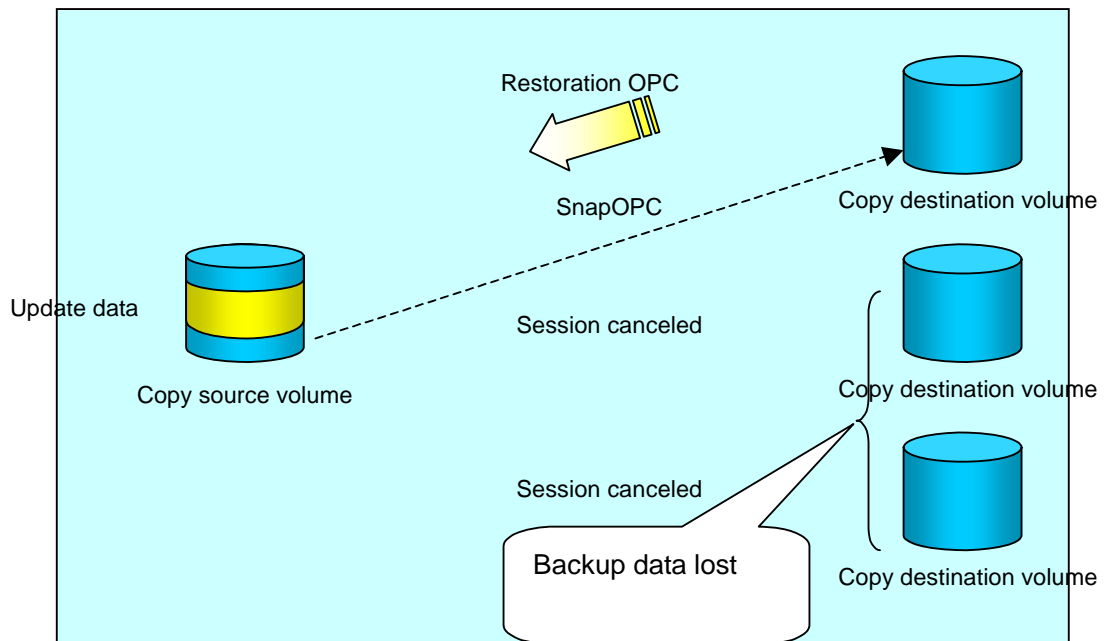 Restoration OPC
SnapOPC
Copy destination volume
Update data
Session canceled
Copy source volume
Copy destination volume
Session canceled
Backup data lost
Copy destination volume